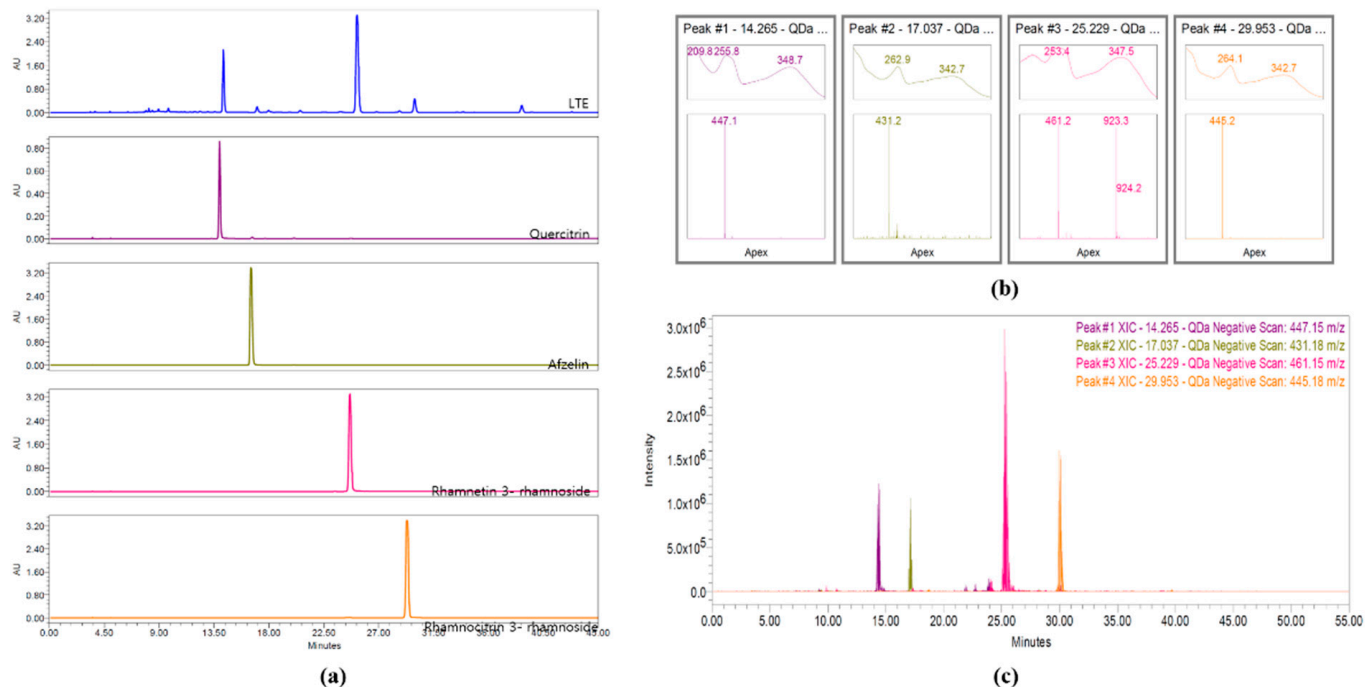 3.20
2.40
1.60
0.80
0.00
AU
LTE
0.80
0.60
0.40
0.20
0.00
AU
Quercitrin
3.20
2.40
1.60
0.80
0.00
AU
Afzelin
3.20
2.40
1.60
0.80
0.00
AU
Rhamnetin 3- rhamnoside
3.20
2.40
1.60
0.80
0.00
AU
Rhamnocitrin 3- rhamnoside
0.00 4.50 9.00 13.50 18.00 22.50 27.00 40.50 45.00
Minutes
(a)
Peak #1 - 14.265 - QDa ...
209.8 255.8 348.7
447.1
Apex
Peak #2 - 17.037 - QDa ...
262.9 342.7
431.2
Apex
Peak #3 - 25.229 - QDa ...
253.4 347.5
461.2 923.3
924.2
Apex
Peak #4 - 29.953 - QDa ...
264.1 342.7
445.2
Apex
(b)
Peak #1 XIC - 14.265 - QDa Negative Scan: 447.15 m/z
Peak #2 XIC - 17.037 - QDa Negative Scan: 431.18 m/z
Peak #3 XIC - 25.229 - QDa Negative Scan: 461.15 m/z
Peak #4 XIC - 29.953 - QDa Negative Scan: 445.18 m/z
3.0x10⁶
2.5x10⁶
2.0x10⁶
1.5x10⁶
1.0x10⁶
5.0x10⁵
0.0
Intensity
0.00 5.00 10.00 15.00 20.00 25.00 30.00 35.00 40.00 45.00 50.00 55.00
Minutes
(c)